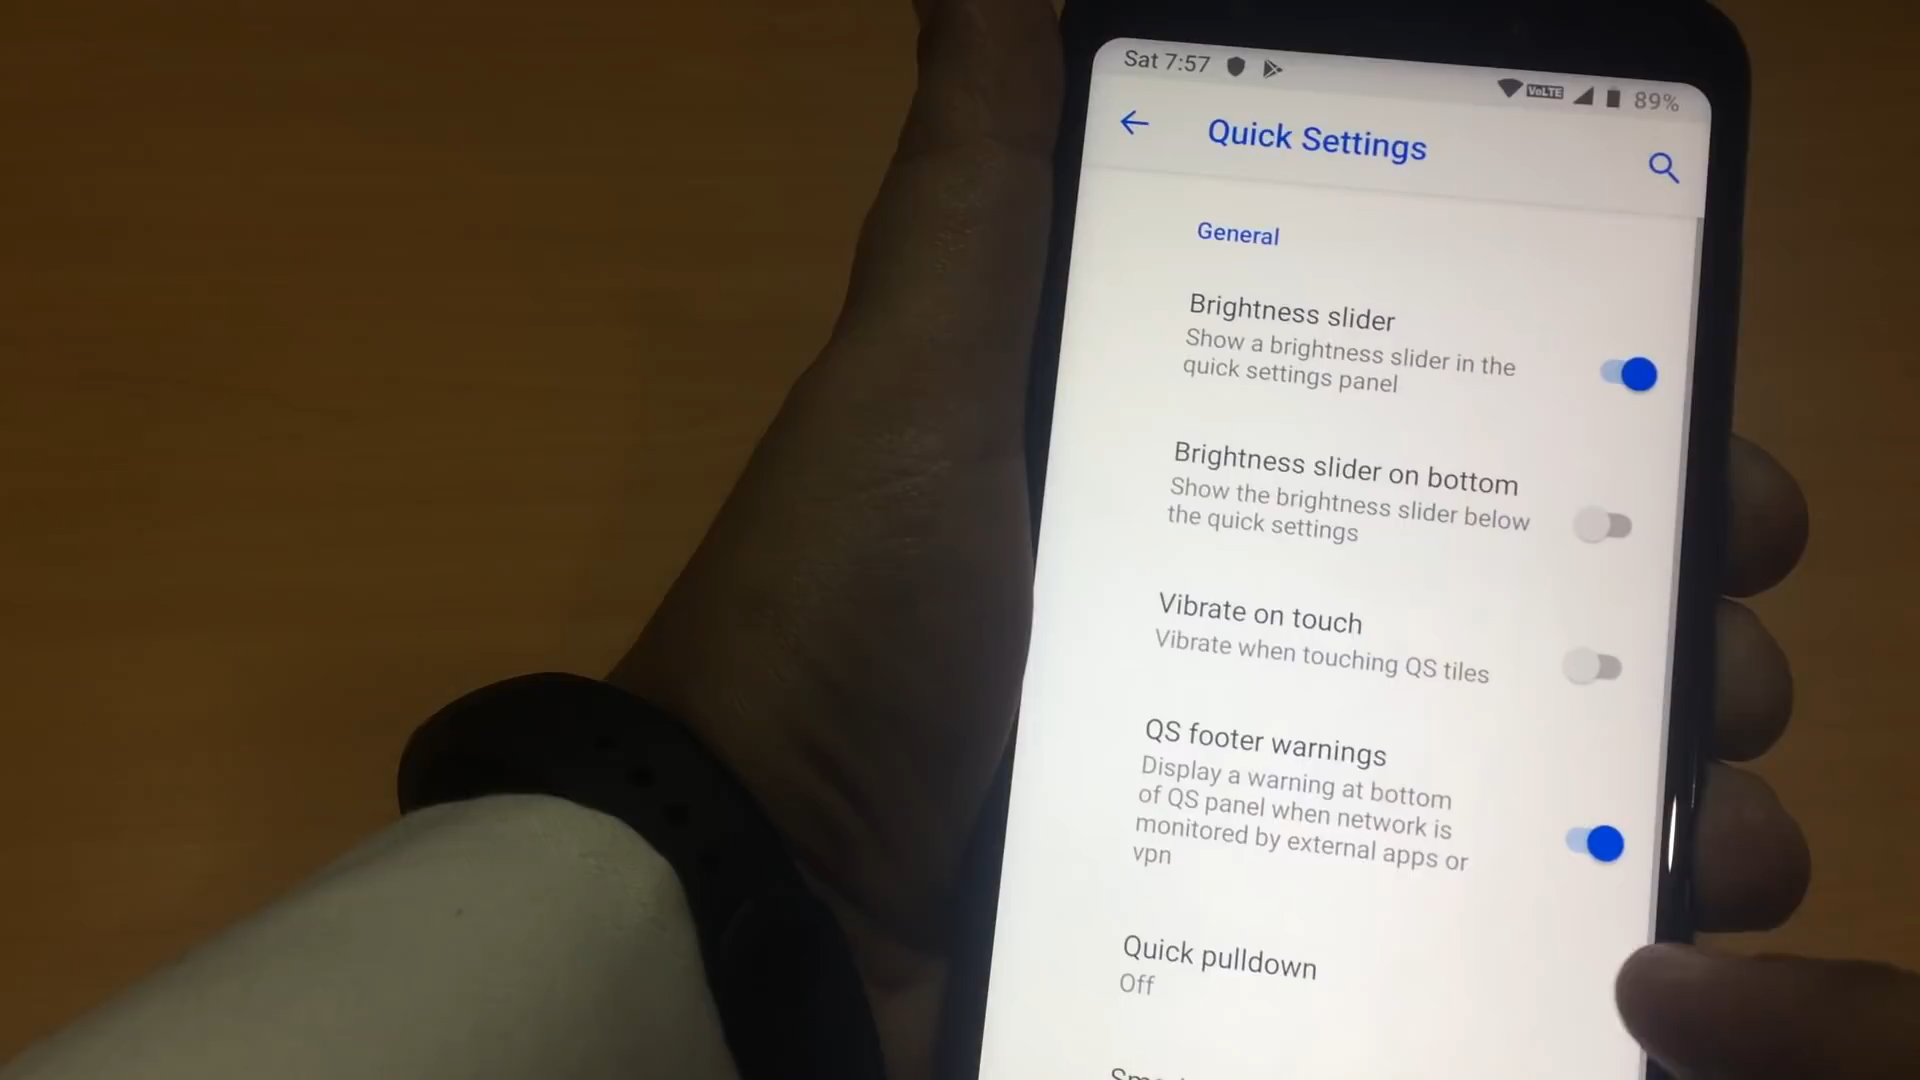 Sat 7:57
VoLTE
89%
Quick Settings
General
Brightness slider
Show a brightness slider in the
quick settings panel
Brightness slider on bottom
Show the brightness slider below
the quick settings
Vibrate on touch
Vibrate when touching QS tiles
QS footer warnings
Display a warning at bottom
of QS panel when network is
monitored by external apps or
vpn
Quick pulldown
Off